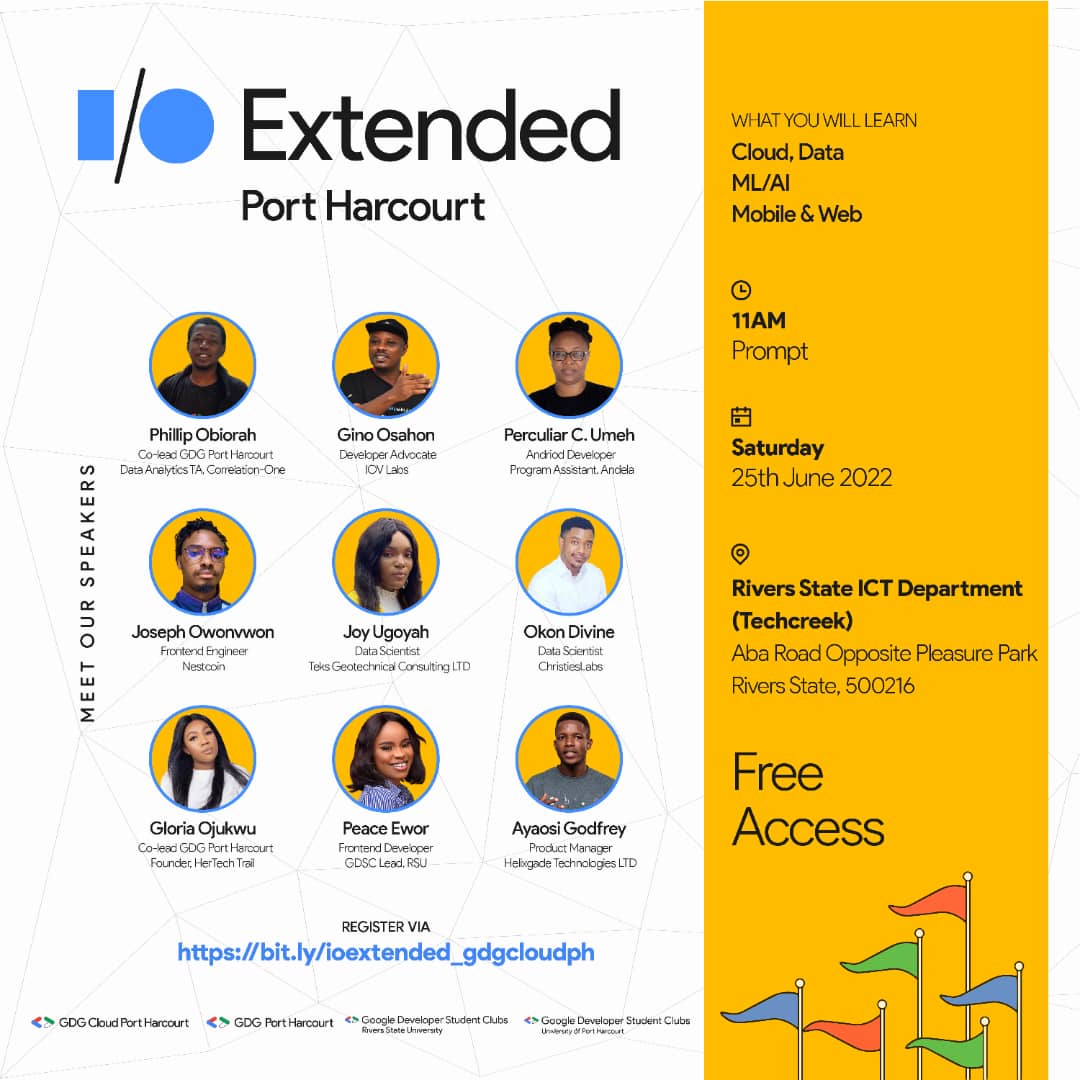 I/O Extended
Port Harcourt
MEET OUR SPEAKERS
Phillip Obiorah
Co-lead GDG Port Harcourt
Data Analytics TA, Correlation-One
Gino Osahon
Developer Advocate
IOV Labs
Perculiar C. Umeh
Andriod Developer
Program Assistant, Andela
Joseph Owonvwon
Frontend Engineer
Nestcoin
Joy Ugoyah
Data Scientist
Teks Geotechnical Consulting LTD
Okon Divine
Data Scientist
ChristiesLabs
Gloria Ojukwu
Co-lead GDG Port Harcourt
Founder, HerTech Trail
Peace Ewor
Frontend Developer
GDSC Lead, RSU
Ayaosi Godfrey
Product Manager
Helixgade Technologies LTD
REGISTER VIA
https://bit.ly/ioextended_gdgcloudph
GDG Cloud Port Harcourt
GDG Port Harcourt
Google Developer Student Clubs
Rivers State University
Google Developer Student Clubs
University of Port Harcourt
WHAT YOU WILL LEARN
Cloud, Data
ML/AI
Mobile & Web
11AM
Prompt
Saturday
25th June 2022
Rivers State ICT Department
(Techcreek)
Aba Road Opposite Pleasure Park
Rivers State, 500216
Free
Access